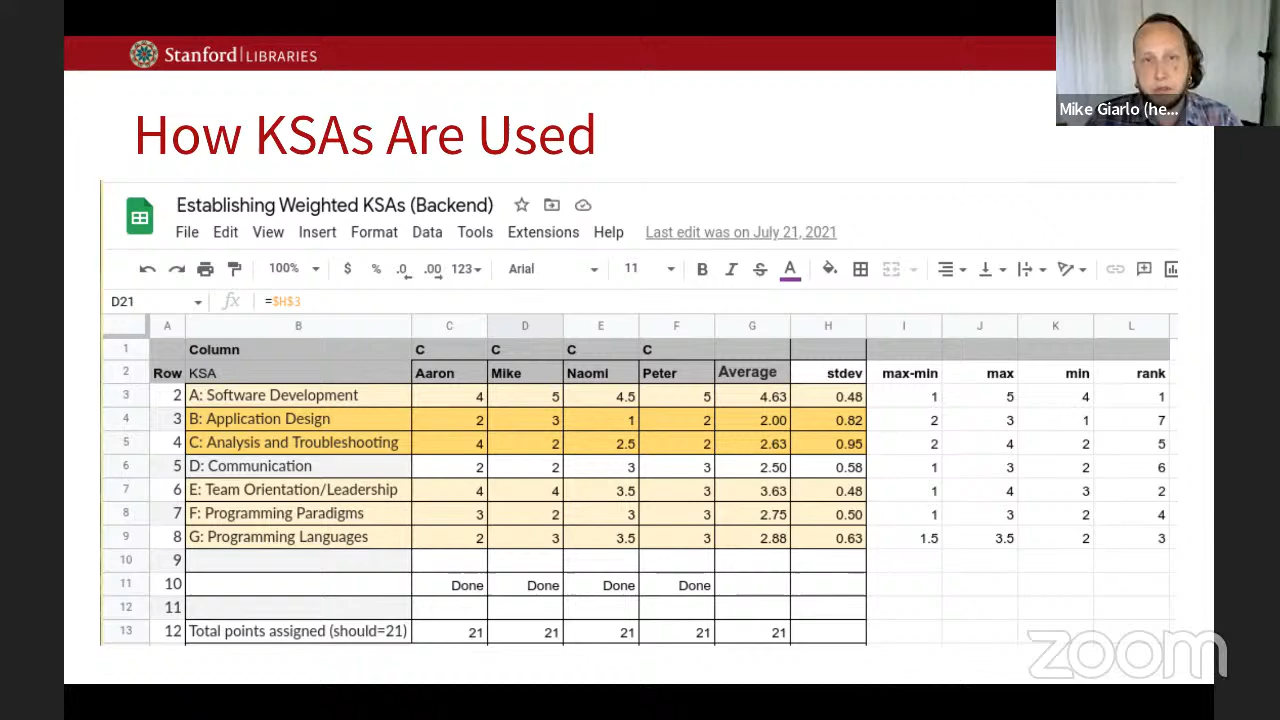 Stanford LIBRARIES
Mike Giarlo (he...
How KSAs Are Used
Establishing Weighted KSAs (Backend)
File Edit View Insert Format Data Tools Extensions Help Last edit was on July 21, 2021
100% $ % .0 .00 123 Arial 11 B I S A
D21 fx =$H$3
A B C D E F G H I J K L
1 Column C C C C
2 Row KSA Aaron Mike Naomi Peter Average stdev max-min max min rank
3 2 A: Software Development 4 5 4.5 5 4.63 0.48 1 5 4 1
4 3 B: Application Design 2 3 1 2 2.00 0.82 2 3 1 7
5 4 C: Analysis and Troubleshooting 4 2 2.5 2 2.63 0.95 2 4 2 5
6 5 D: Communication 2 2 3 3 2.50 0.58 1 3 2 6
7 6 E: Team Orientation/Leadership 4 4 3.5 3 3.63 0.48 1 4 3 2
8 7 F: Programming Paradigms 3 2 3 3 2.75 0.50 1 3 2 4
9 8 G: Programming Languages 2 3 3.5 3 2.88 0.63 1.5 3.5 2 3
10 9
11 10 Done Done Done Done
12 11
13 12 Total points assigned (should=21) 21 21 21 21 21
zoom